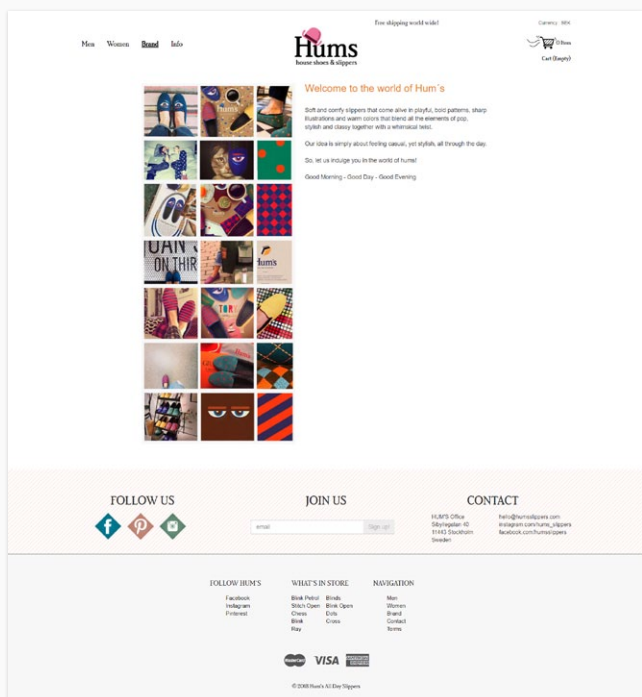 Free shipping world wide!
Currency SEK
Men Women Brand Info
Hums
house shoes & slippers
0 Item
Cart (Empty)
Welcome to the world of Hum´s
Soft and comfy slippers that come alive in playful, bold patterns, sharp
illustrations and warm colors that blend all the elements of pop,
stylish and classy together with a whimsical twist.
Our idea is simply about feeling casual, yet stylish, all through the day.
So, let us indulge you in the world of hums!
Good Morning - Good Day - Good Evening
hums
ON THIR
Hum's
FOLLOW US
JOIN US
email
Sign up!
CONTACT
HUM'S Office
Sibyllegatan 40
11443 Stockholm
Sweden
hello@humsslippers.com
instagram.com/hums_slippers
facebook.com/humsslippers
FOLLOW HUM'S
Facebook
Instagram
Pinterest
WHAT'S IN STORE
Blink Petrol Blinds
Stitch Open Blink Open
Chess Dots
Blink Cross
Ray
NAVIGATION
Men
Women
Brand
Contact
Terms
MasterCard VISA AMERICAN EXPRESS
Hum's All Day Slippers